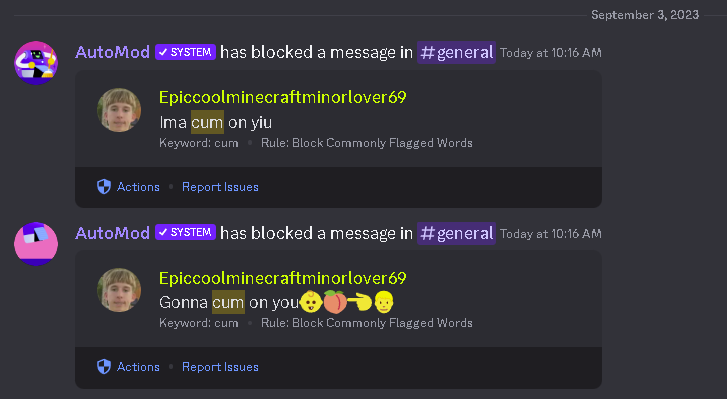 September 3, 2023
AutoMod ✔ SYSTEM has blocked a message in #general Today at 10:16 AM
Epiccoolminecraftminorlover69
Ima cum on yiu
Keyword: cum • Rule: Block Commonly Flagged Words
Actions • Report Issues
AutoMod ✔ SYSTEM has blocked a message in #general Today at 10:16 AM
Epiccoolminecraftminorlover69
Gonna cum on you👶🍑👈👱
Keyword: cum • Rule: Block Commonly Flagged Words
Actions • Report Issues